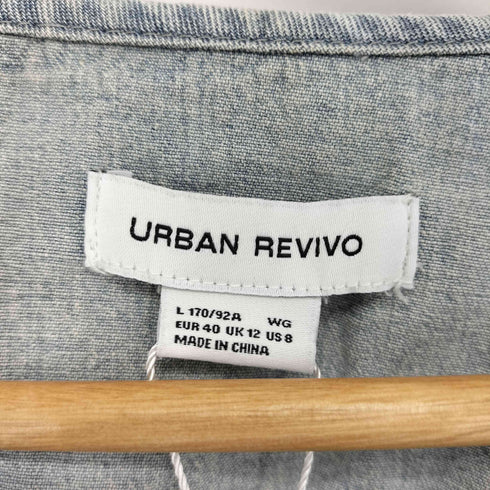 URBAN REVIVO
L 170/92A WG
EUR 40 UK 12 US 8
MADE IN CHINA